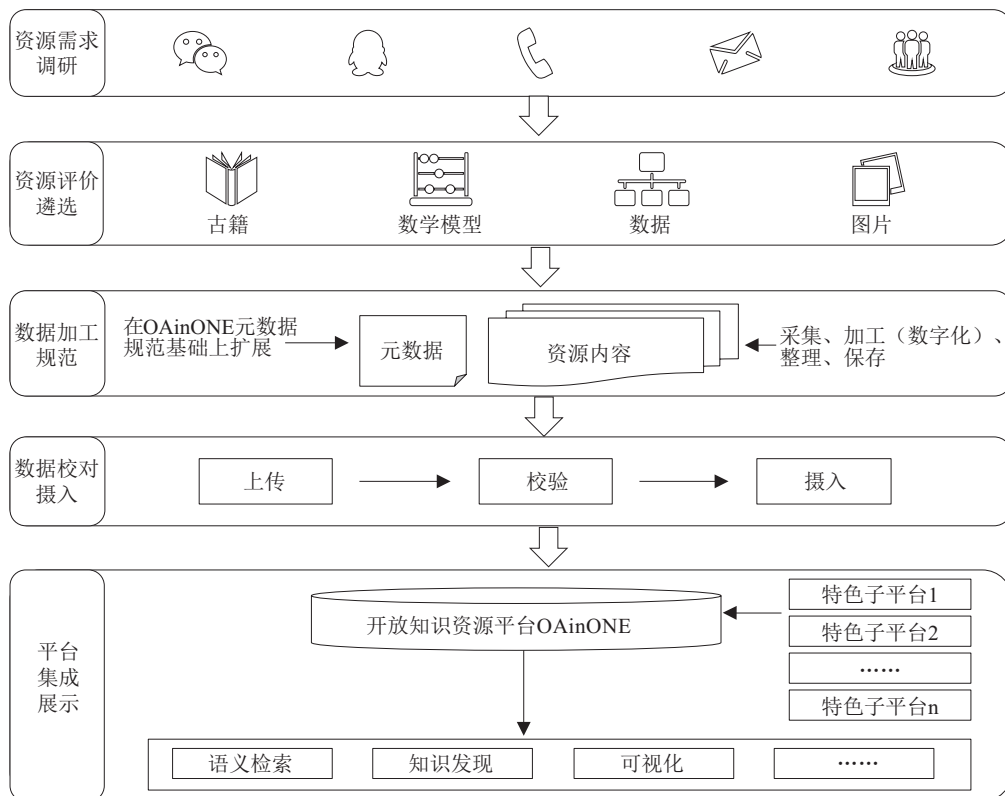 资源需求
调研
资源评价
遴选
古籍
数学模型
数据
图片
数据加工
规范
在OAinONE元数据
规范基础上扩展
元数据
资源内容
采集、加工（数字化）、
整理、保存
数据校对
摄入
上传
校验
摄入
平台
集成
展示
开放知识资源平台OAinONE
特色子平台1
特色子平台2
……
特色子平台n
语义检索
知识发现
可视化
……